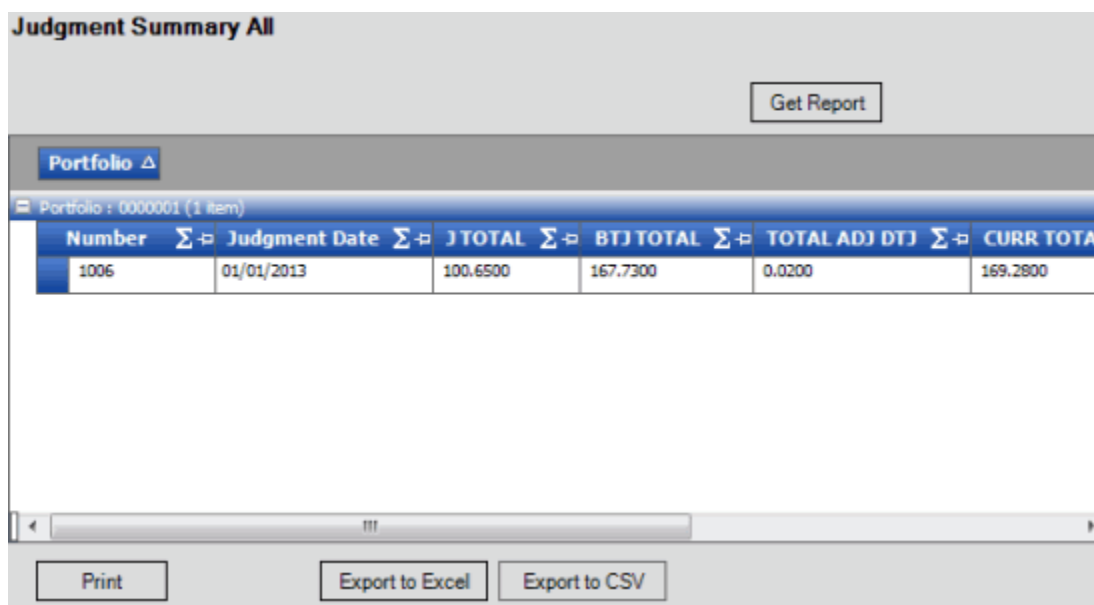 Judgment Summary All
Get Report
Portfolio
Portfolio : 0000001 (1 item)
Number Σ Judgment Date Σ J TOTAL Σ BTJ TOTAL Σ TOTAL ADJ DTJ Σ CURR TOTA
1006 01/01/2013 100.6500 167.7300 0.0200 169.2800
Print Export to Excel Export to CSV